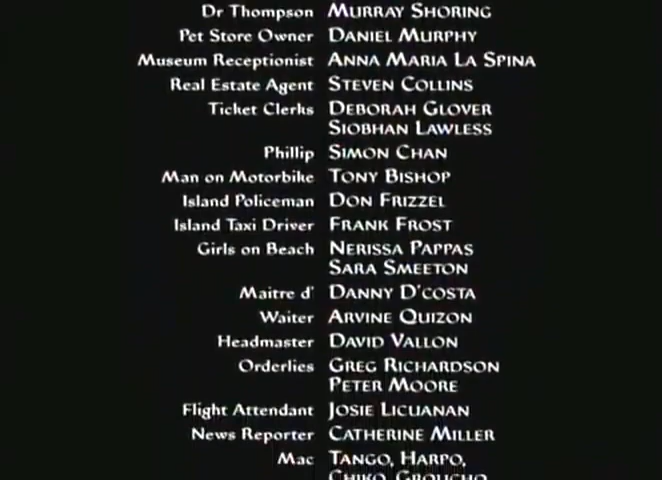 Dr Thompson MURRAY SHORING
Pet Store Owner DANIEL MURPHY
Museum Receptionist ANNA MARIA LA SPINA
Real Estate Agent STEVEN COLLINS
Ticket Clerks DEBORAH GLOVER
SIOBHAN LAWLESS
Phillip SIMON CHAN
Man on Motorbike TONY BISHOP
Island Policeman DON FRIZZEL
Island Taxi Driver FRANK FROST
Girls on Beach NERISSA PAPPAS
SARA SMEETON
Maitre d' DANNY D'COSTA
Waiter ARVINE QUIZON
Headmaster DAVID VALLON
Orderlies GREG RICHARDSON
PETER MOORE
Flight Attendant JOSIE LICUANAN
News Reporter CATHERINE MILLER
Mac TANGO, HARPO,
CHIKO, GROUCHO